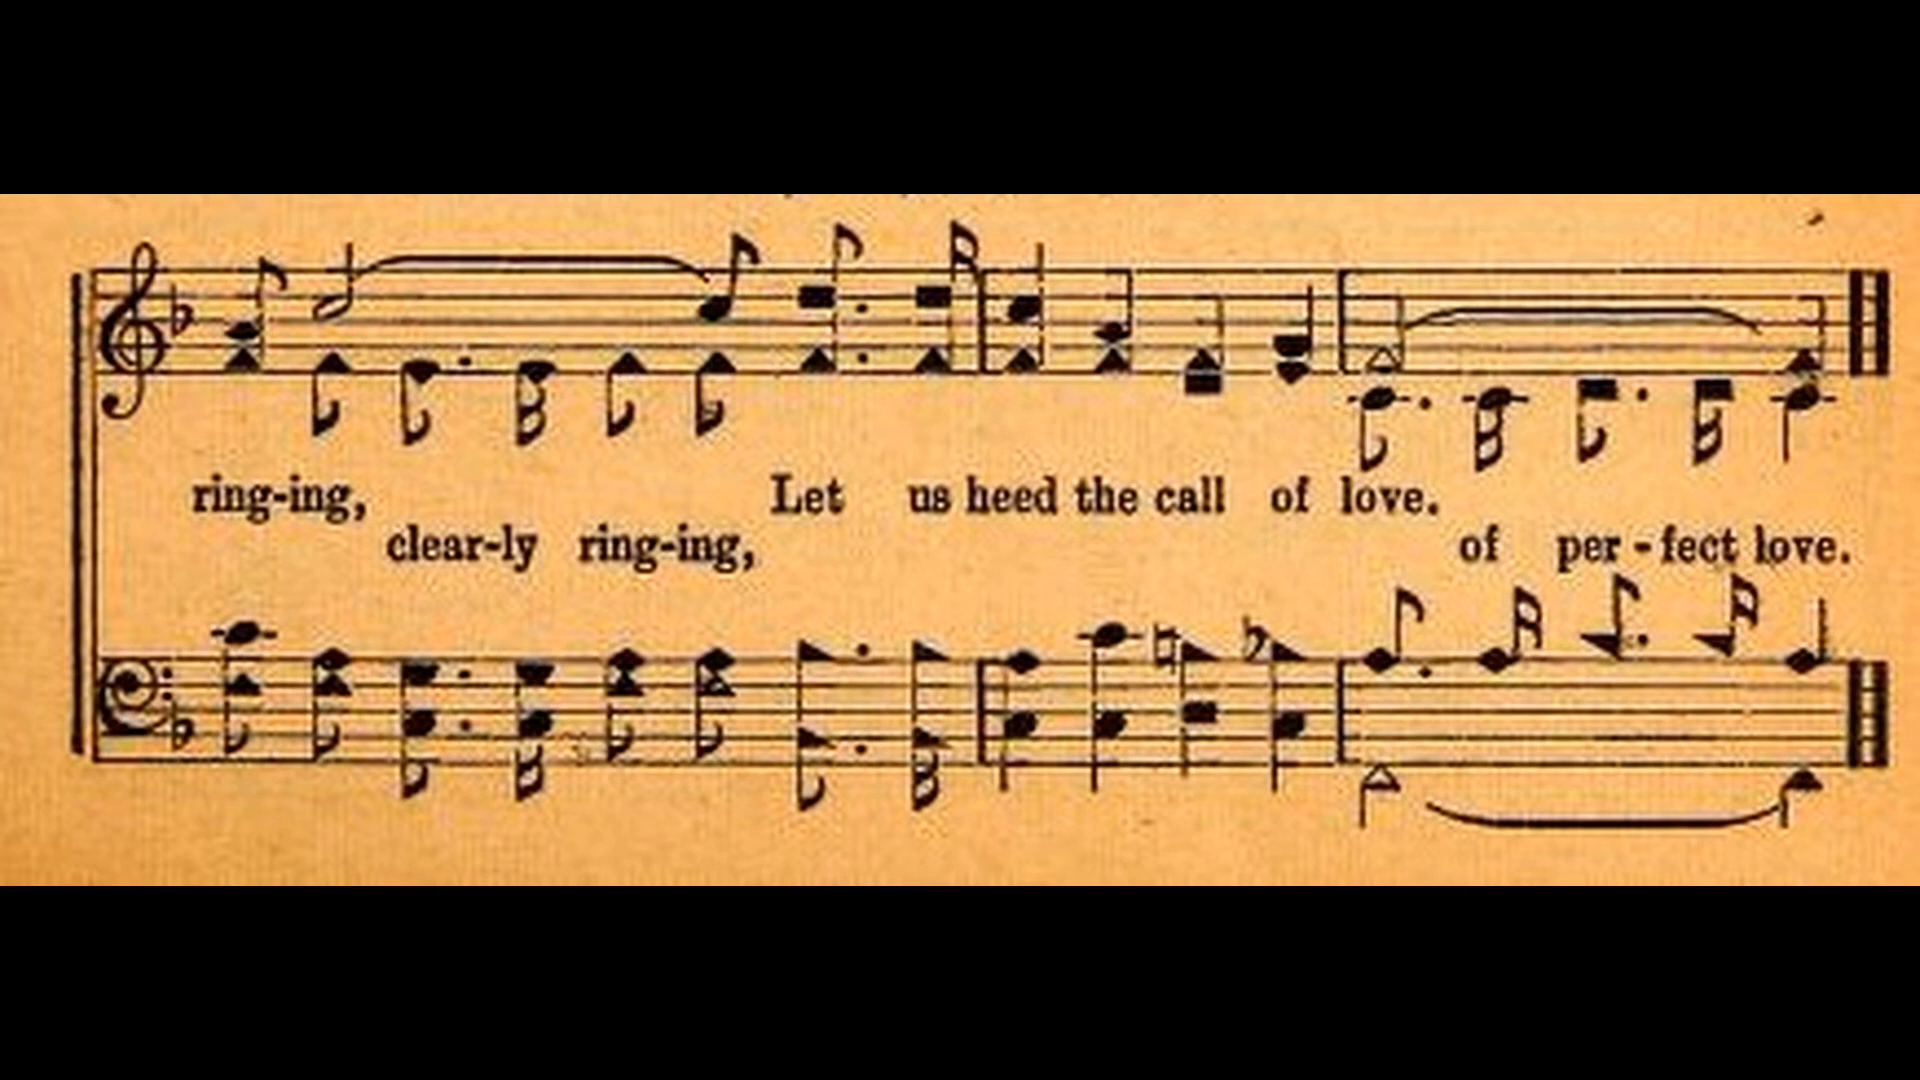 ring-ing, Let us heed the call of love.
clear-ly ring-ing, of per-fect love.